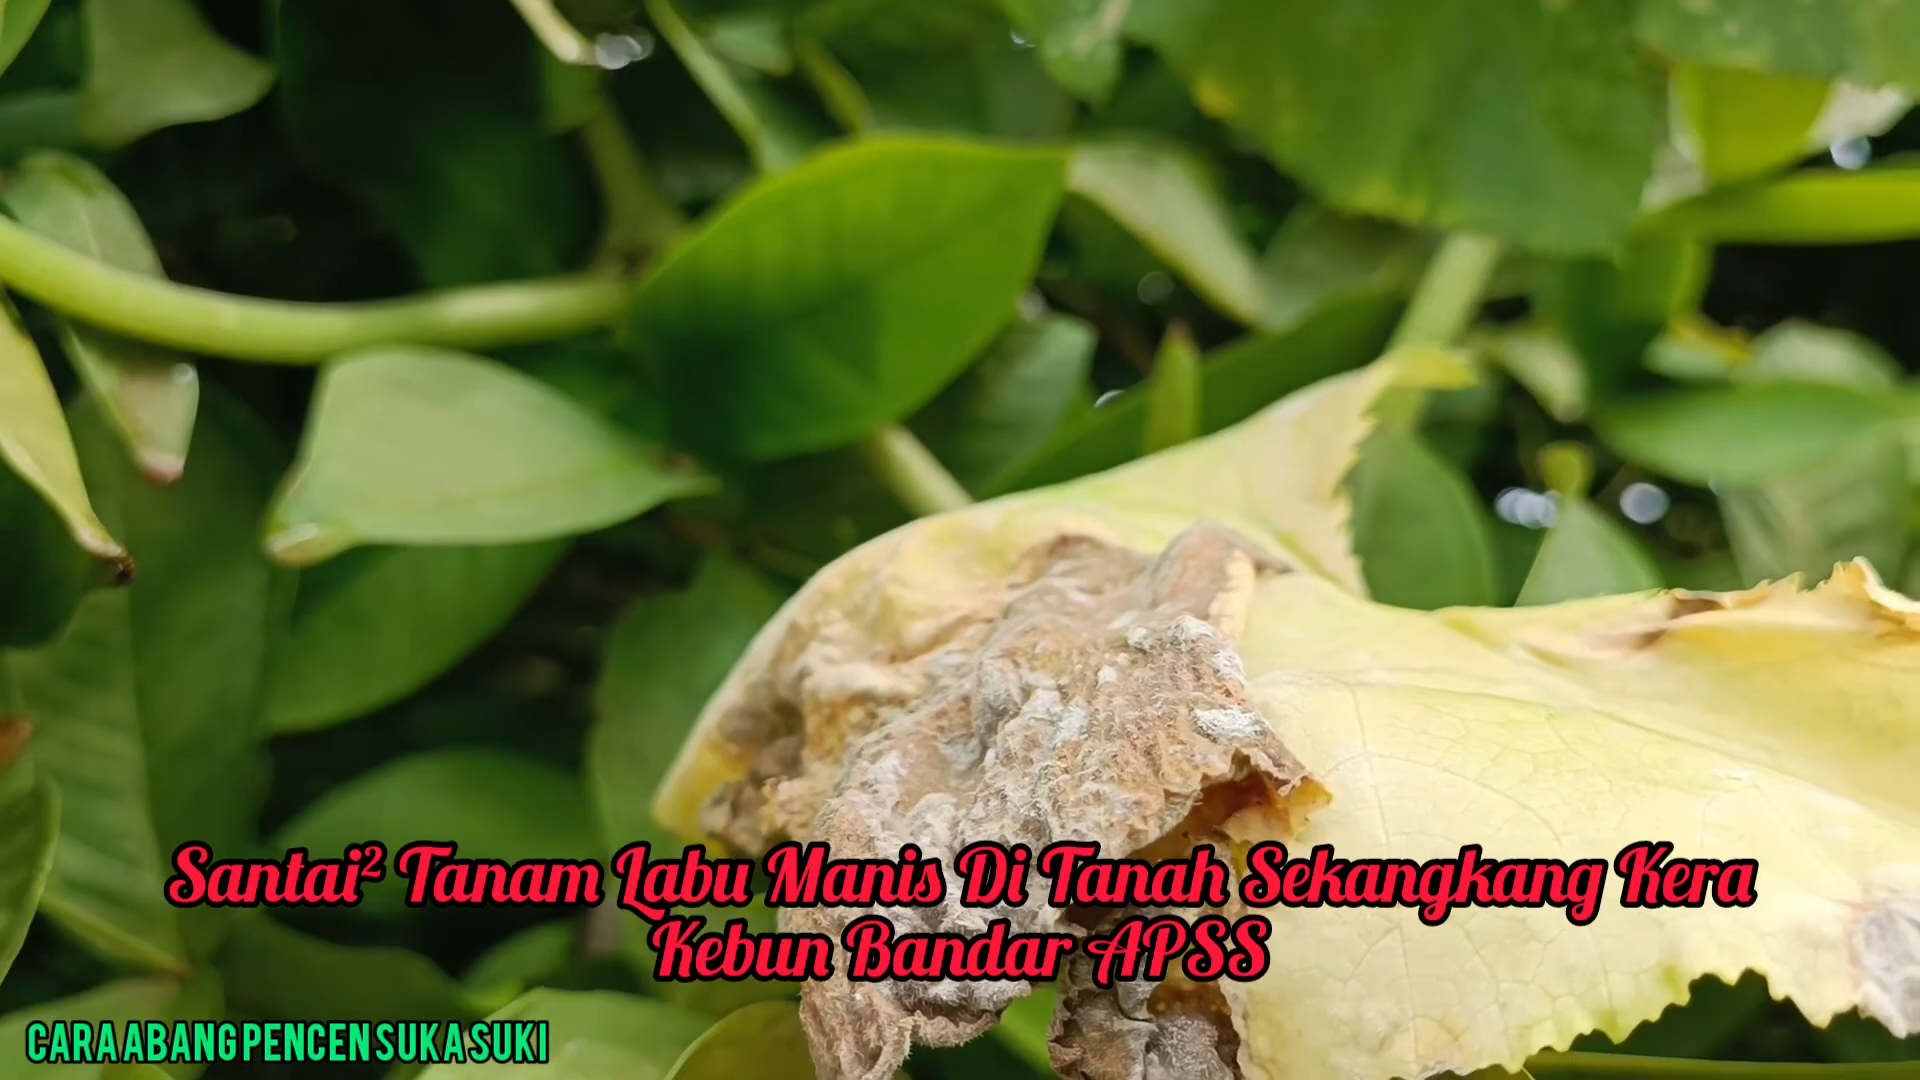 Santai² Tanam Labu Manis Di Tanah Sekangkang Kera
Kebun Bandar APSS
CARA ABANG PENCEN SUKA SUKI